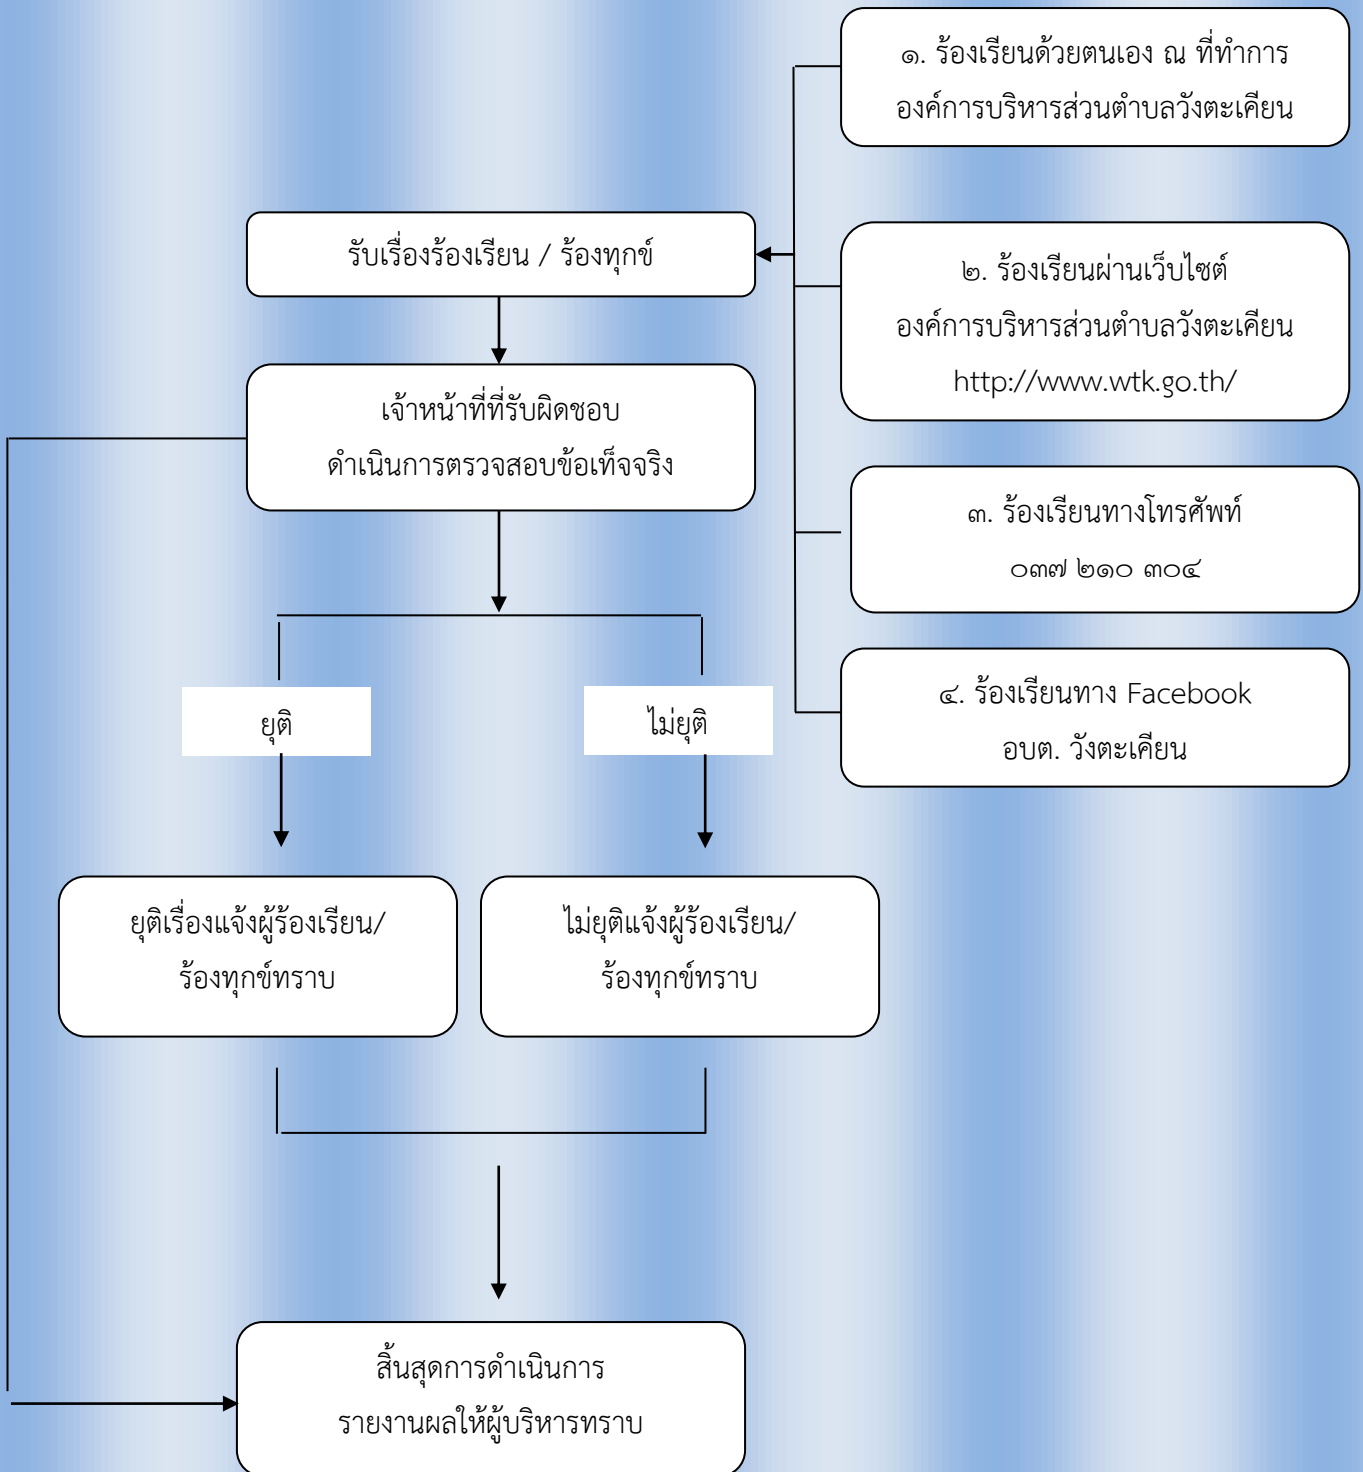 ๑. ร้องเรียนด้วยตนเอง ณ ที่ทำการ
องค์การบริหารส่วนตำบลวังตะเคียน
รับเรื่องร้องเรียน / ร้องทุกข์
๒. ร้องเรียนผ่านเว็บไซต์
องค์การบริหารส่วนตำบลวังตะเคียน
http://www.wtk.go.th/
เจ้าหน้าที่ที่รับผิดชอบ
ดำเนินการตรวจสอบข้อเท็จจริง
๓. ร้องเรียนทางโทรศัพท์
๐๓๗ ๒๑๐ ๓๐๔
๔. ร้องเรียนทาง Facebook
อบต. วังตะเคียน
ยุติ
ไม่ยุติ
ยุติเรื่องแจ้งผู้ร้องเรียน/
ร้องทุกข์ทราบ
ไม่ยุติแจ้งผู้ร้องเรียน/
ร้องทุกข์ทราบ
สิ้นสุดการดำเนินการ
รายงานผลให้ผู้บริหารทราบ